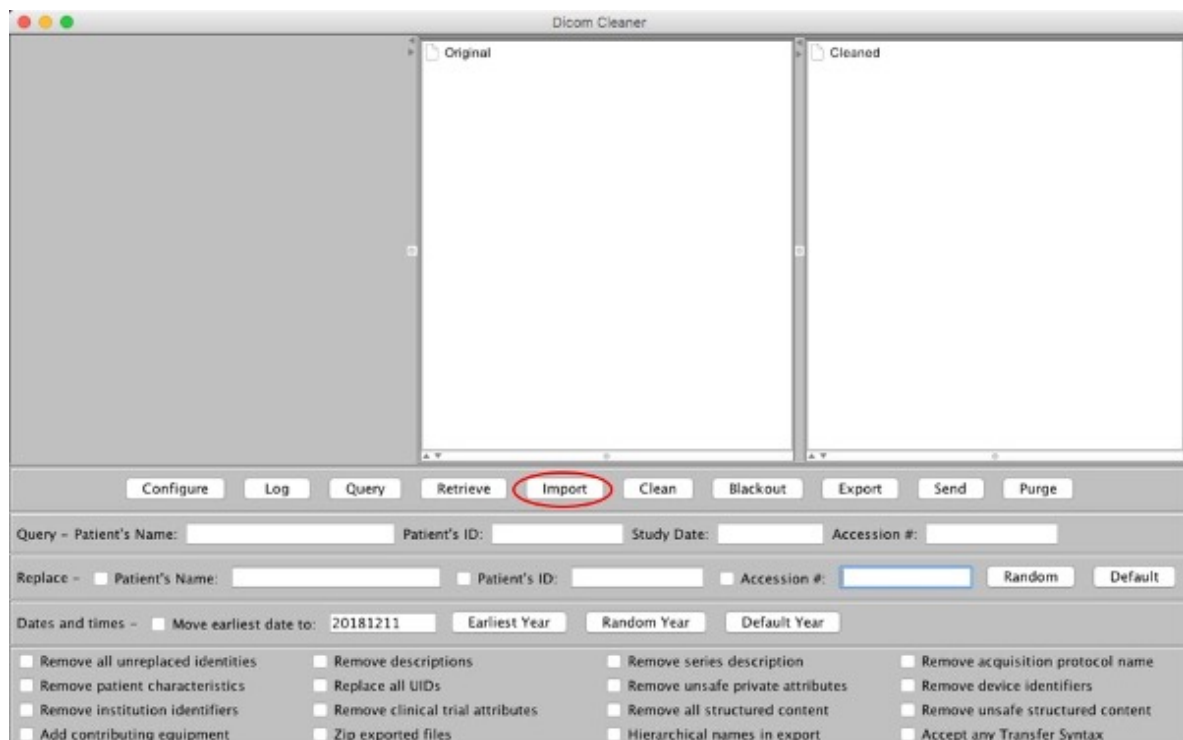 Dicom Cleaner
Original
Cleaned
Configure Log Query Retrieve Import Clean Blackout Export Send Purge
Query - Patient's Name: Patient's ID: Study Date: Accession #:
Replace - Patient's Name: Patient's ID: Accession #: Random Default
Dates and times - Move earliest date to: 20181211 Earliest Year Random Year Default Year
Remove all unreplaced identities Remove descriptions Remove series description Remove acquisition protocol name
Remove patient characteristics Replace all UIDs Remove unsafe private attributes Remove device identifiers
Remove institution identifiers Remove clinical trial attributes Remove all structured content Remove unsafe structured content
Add contributing equipment Zip exported files Hierarchical names in export Accept any Transfer Syntax